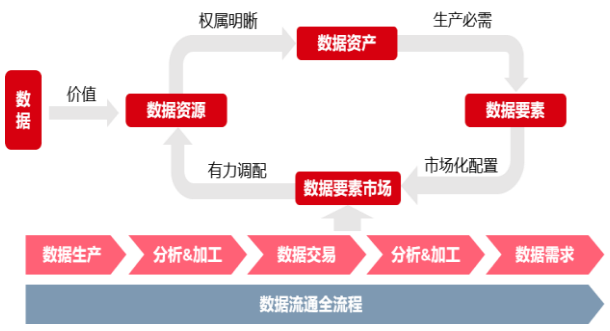 权属明晰
生产必需
数据资产
数据
价值
数据资源
数据要素
有力调配
市场化配置
数据要素市场
数据生产
分析&加工
数据交易
分析&加工
数据需求
数据流通全流程